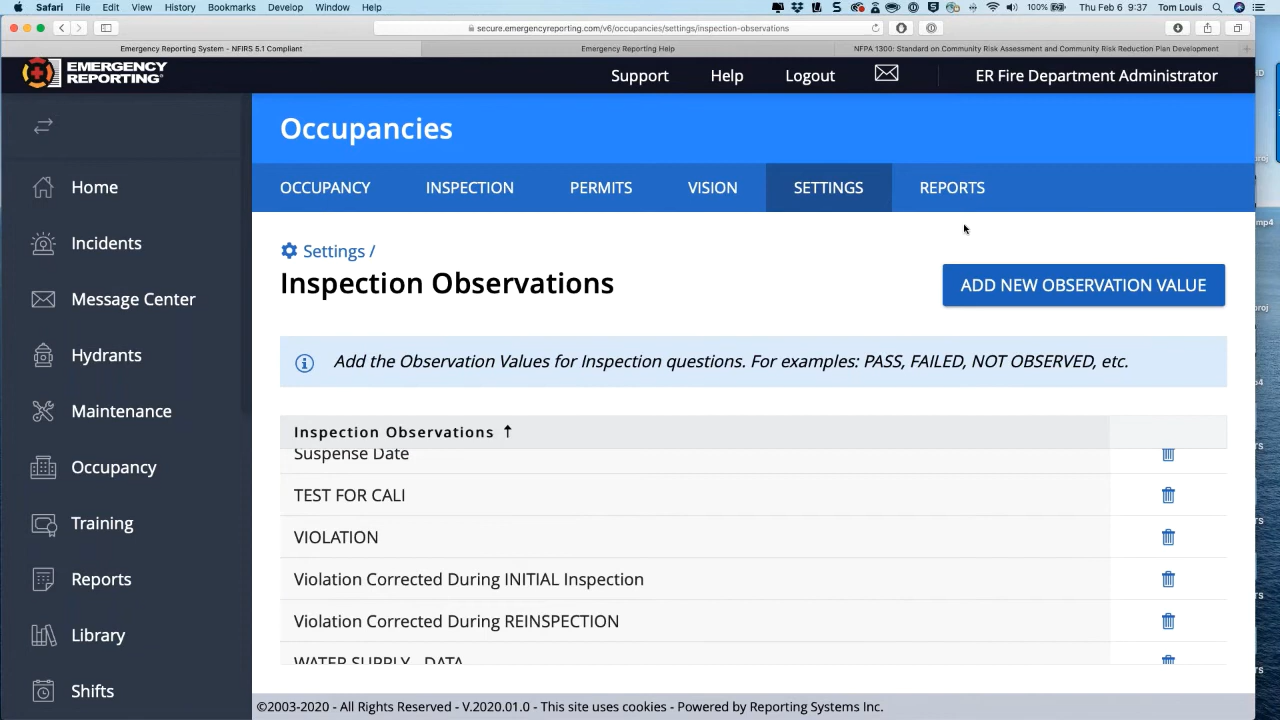 Safari File Edit View History Bookmarks Develop Window Help
100% Thu Feb 6 9:37 Tom Louis
secure.emergencyreporting.com/v6/occupancies/settings/inspection-observations
Emergency Reporting System - NFIRS 5.1 Compliant
Emergency Reporting Help
NFPA 1300: Standard on Community Risk Assessment and Community Risk Reduction Plan Development
EMERGENCY
REPORTING
Support
Help
Logout
ER Fire Department Administrator
Home
Incidents
Message Center
Hydrants
Maintenance
Occupancy
Training
Reports
Library
Shifts
Occupancies
OCCUPANCY
INSPECTION
PERMITS
VISION
SETTINGS
REPORTS
Settings /
Inspection Observations
ADD NEW OBSERVATION VALUE
Add the Observation Values for Inspection questions. For examples: PASS, FAILED, NOT OBSERVED, etc.
Inspection Observations ↑
Suspense Date
TEST FOR CALI
VIOLATION
Violation Corrected During INITIAL Inspection
Violation Corrected During REINSPECTION
WATER SUPPLY - DATA
©2003-2020 - All Rights Reserved - V.2020.01.0 - This site uses cookies - Powered by Reporting Systems Inc.
proj
mp4
proj